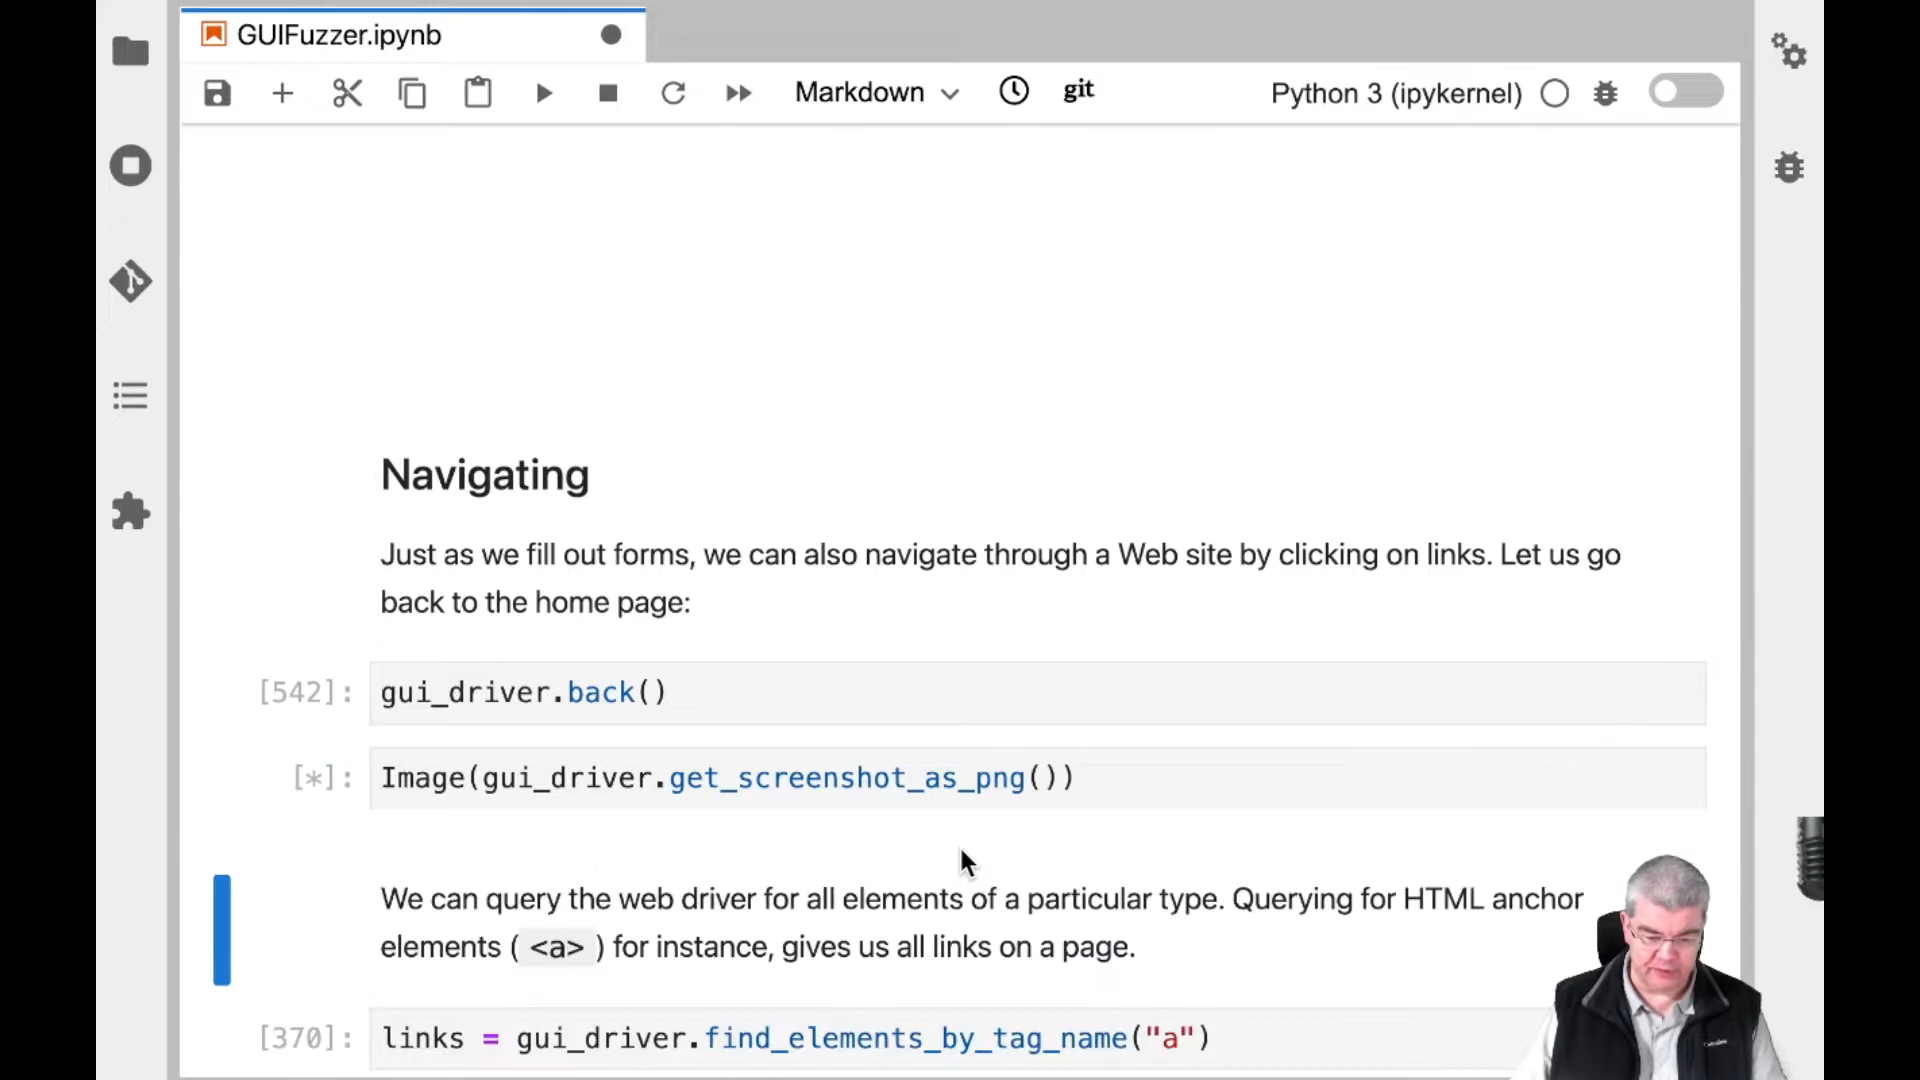 GUIFuzzer.ipynb
Markdown
git
Python 3 (ipykernel)
Navigating
Just as we fill out forms, we can also navigate through a Web site by clicking on links. Let us go
back to the home page:
[542]: gui_driver.back()
[*]: Image(gui_driver.get_screenshot_as_png())
We can query the web driver for all elements of a particular type. Querying for HTML anchor
elements ( <a> ) for instance, gives us all links on a page.
[370]: links = gui_driver.find_elements_by_tag_name("a")